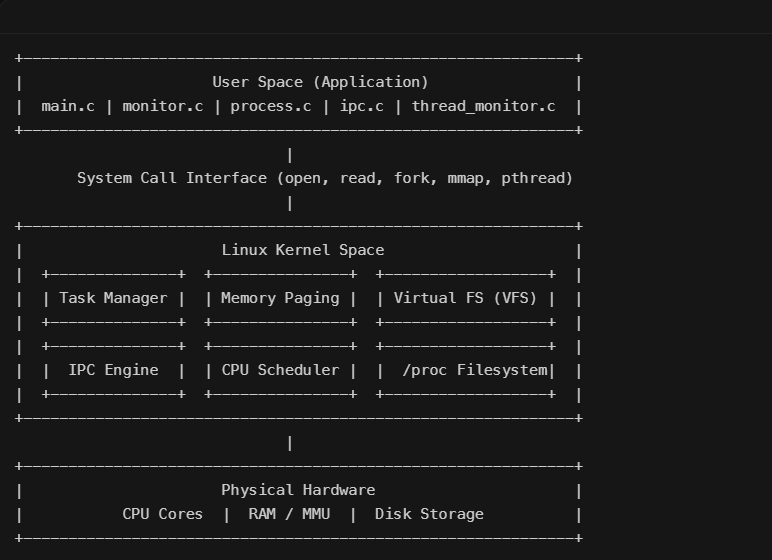 User Space (Application)
main.c | monitor.c | process.c | ipc.c | thread_monitor.c
System Call Interface (open, read, fork, mmap, pthread)
Linux Kernel Space
Task Manager | Memory Paging | Virtual FS (VFS)
IPC Engine | CPU Scheduler | /proc Filesystem
Physical Hardware
CPU Cores | RAM / MMU | Disk Storage